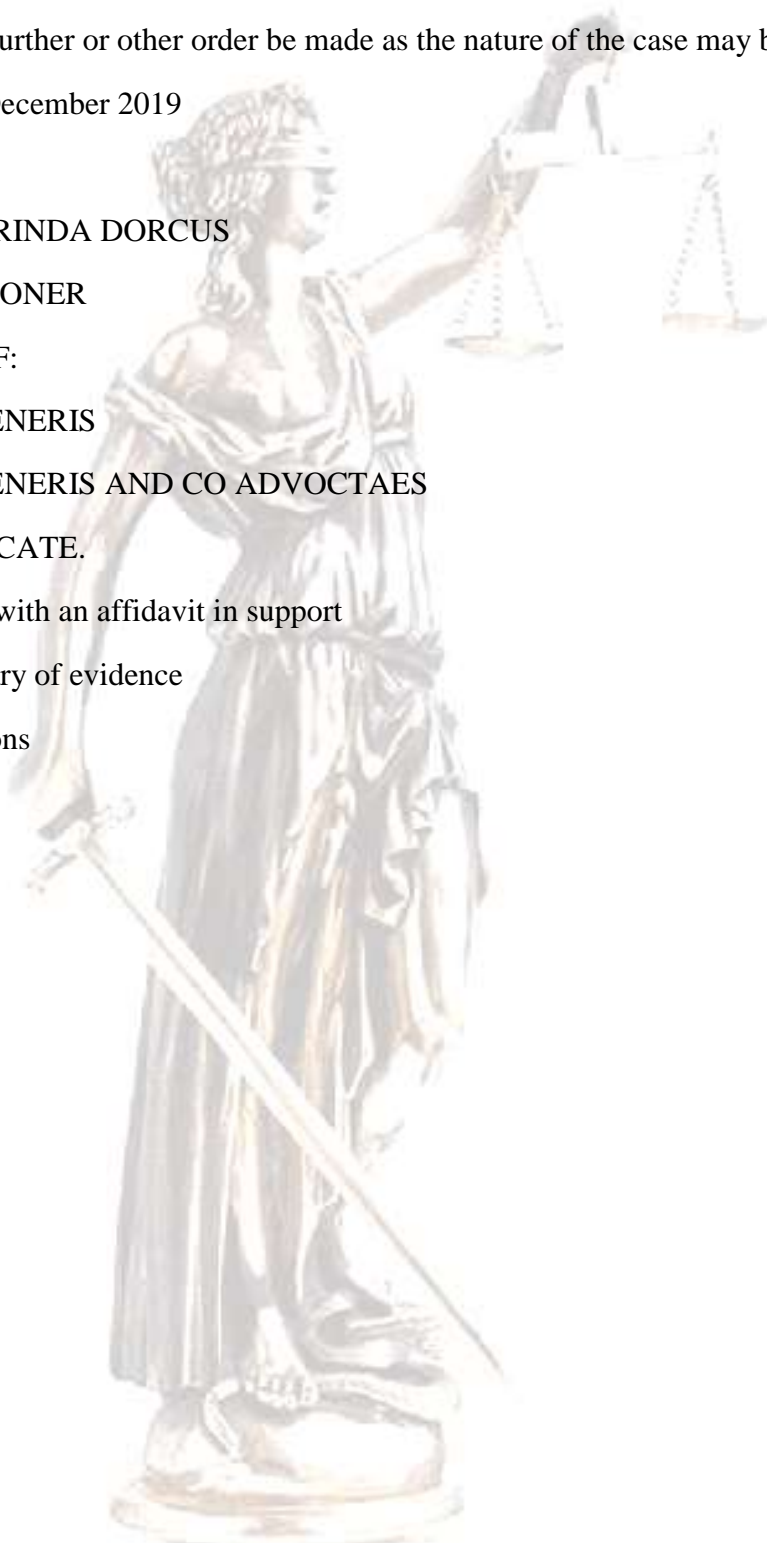 urther or other order be made as the nature of the case may b
ecember 2019
RINDA DORCUS
ONER
F:
ENERIS
ENERIS AND CO ADVOCTAES
CATE.
with an affidavit in support
ry of evidence
ons